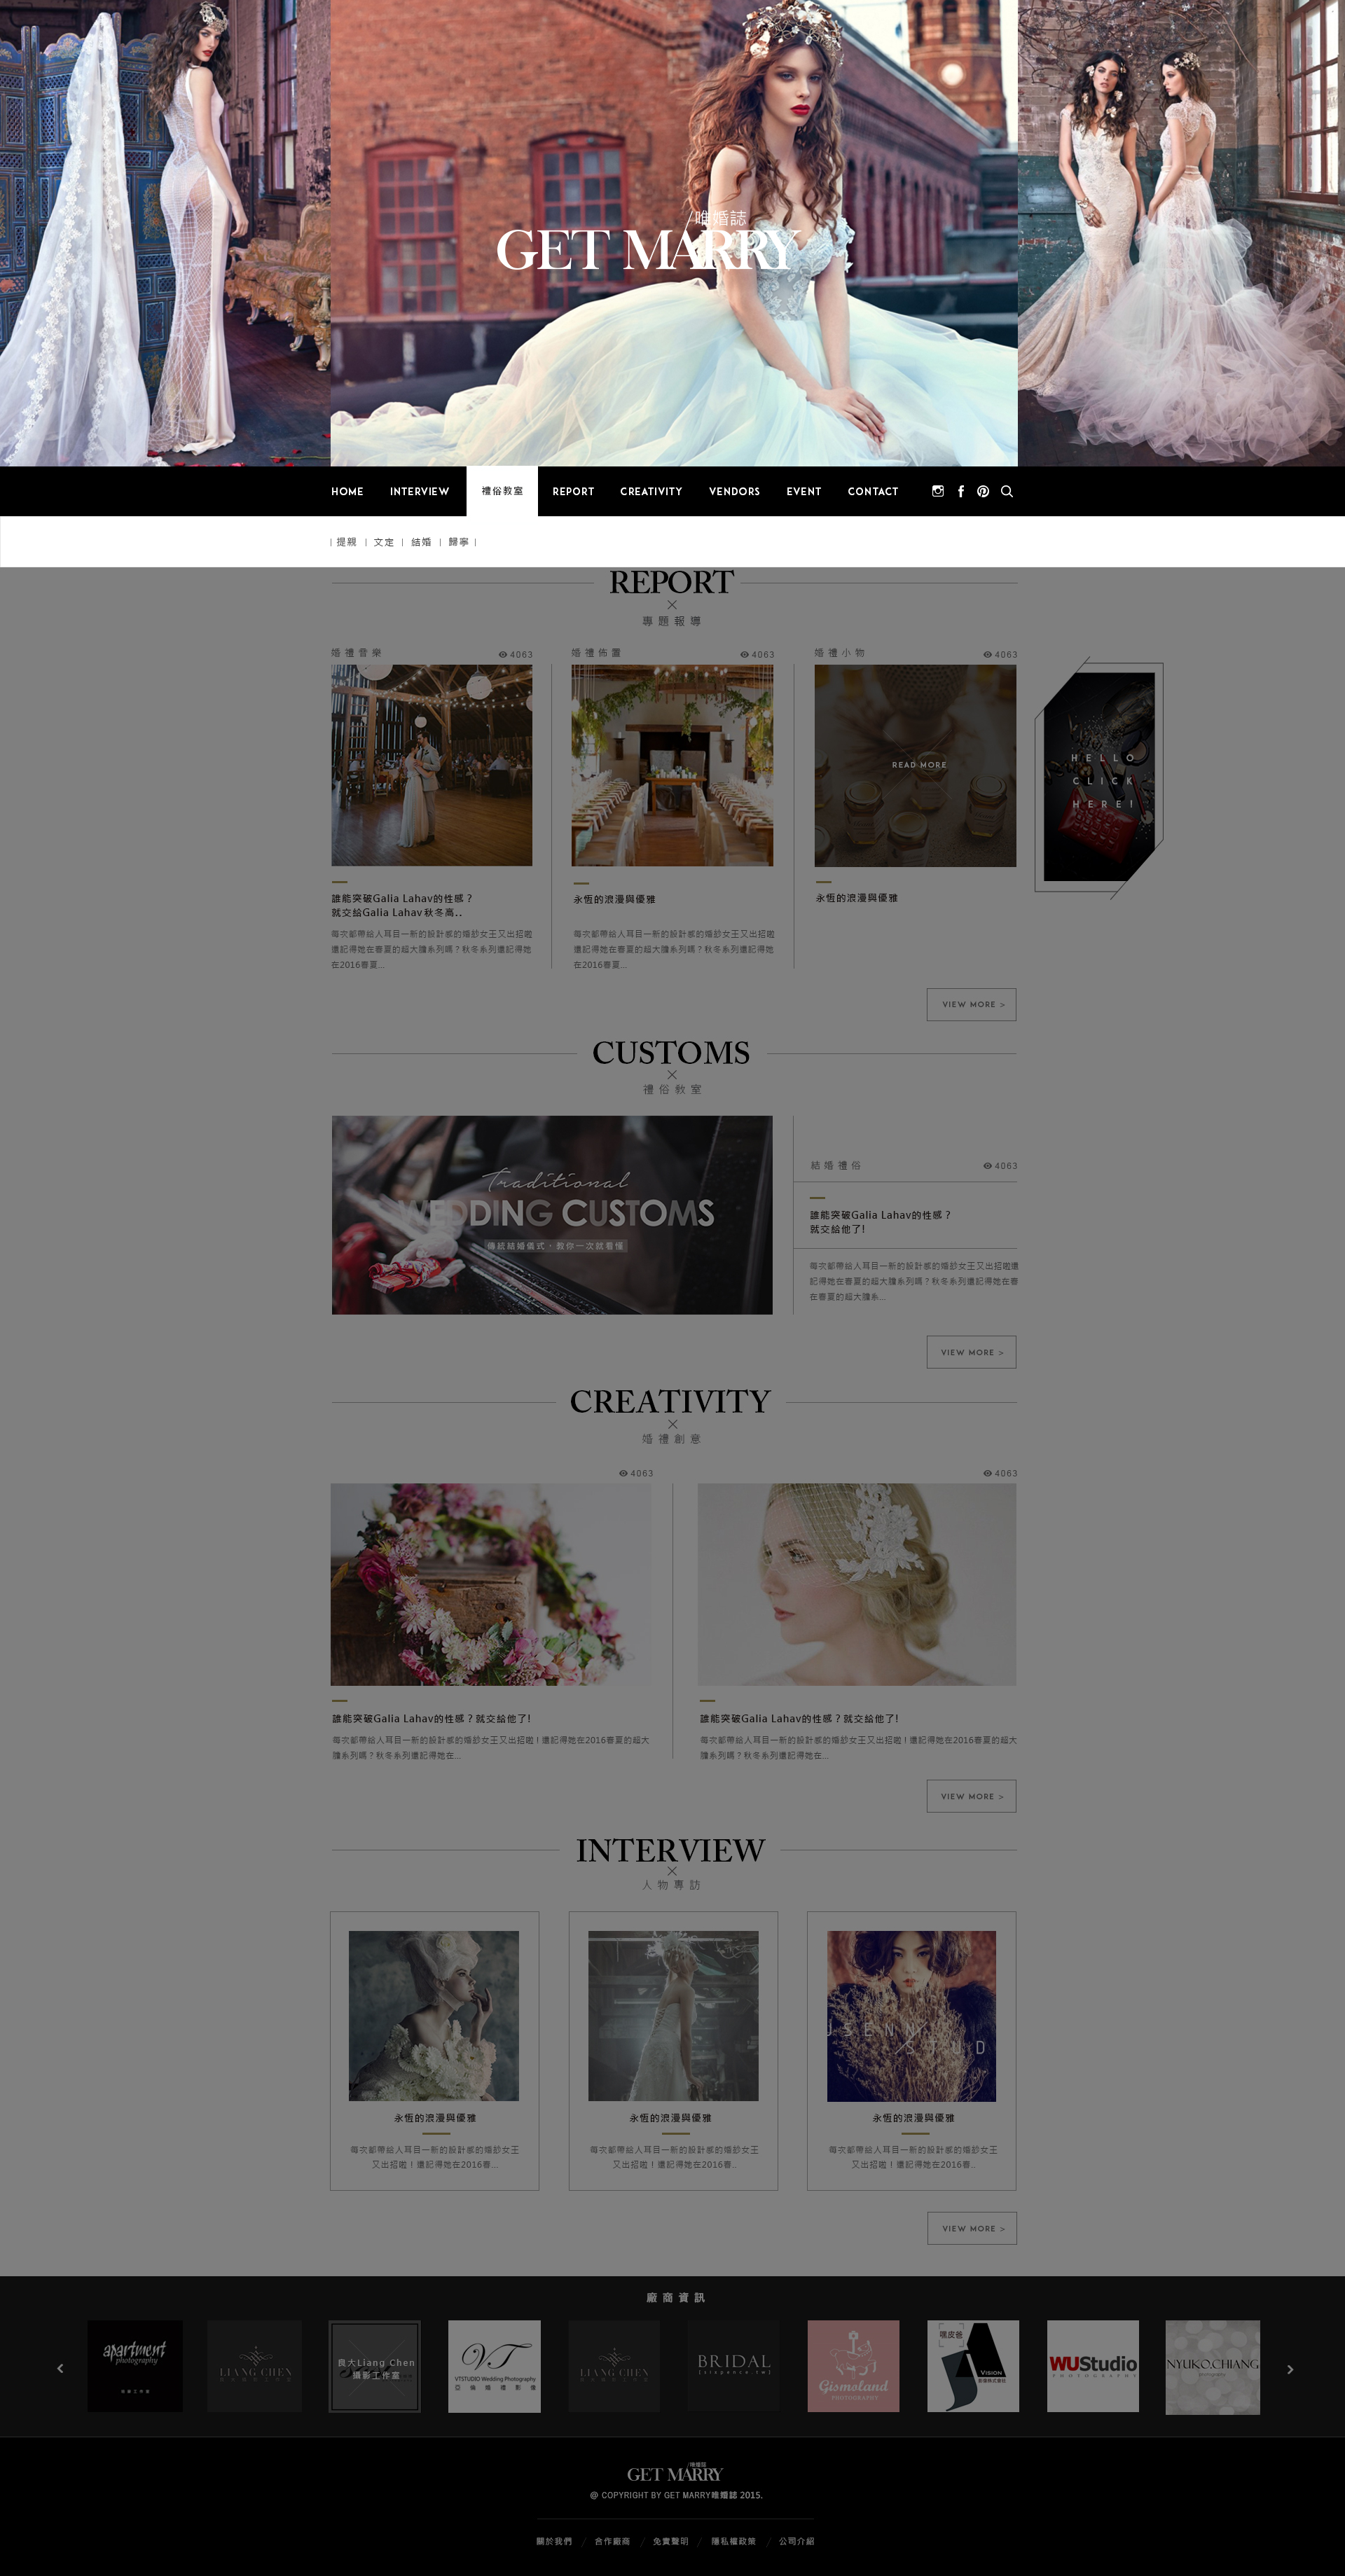 /唯婚誌
GET MARRY
HOME INTERVIEW 禮俗教室 REPORT CREATIVITY VENDORS EVENT CONTACT
| 提親 | 文定 | 結婚 | 歸寧 |
REPORT
專題報導
婚禮音樂 4063
婚禮佈置 4063
婚禮小物 4063
READ MORE
HELLO
CLICK
HERE!
誰能突破Galia Lahav的性感？
就交給Galia Lahav秋冬高..
每次都帶給人耳目一新的設計感的婚紗女王又出招啦
還記得她在春夏的超大膽系列嗎？秋冬系列還記得她
在2016春夏...
永恆的浪漫與優雅
每次都帶給人耳目一新的設計感的婚紗女王又出招啦
還記得她在春夏的超大膽系列嗎？秋冬系列還記得她
在2016春夏...
永恆的浪漫與優雅
VIEW MORE >
CUSTOMS
禮俗教室
Traditional
WEDDING CUSTOMS
傳統結婚儀式・教你一次就看懂
結婚禮俗 4063
誰能突破Galia Lahav的性感？
就交給他了!
每次都帶給人耳目一新的設計感的婚紗女王又出招啦還
記得她在春夏的超大膽系列嗎？秋冬系列還記得她在春
在春夏的超大膽系...
VIEW MORE >
CREATIVITY
婚禮創意
4063
4063
誰能突破Galia Lahav的性感？就交給他了!
每次都帶給人耳目一新的設計感的婚紗女王又出招啦！還記得她在2016春夏的超大
膽系列嗎？秋冬系列還記得她在...
誰能突破Galia Lahav的性感？就交給他了!
每次都帶給人耳目一新的設計感的婚紗女王又出招啦！還記得她在2016春夏的超大
膽系列嗎？秋冬系列還記得她在...
VIEW MORE >
INTERVIEW
人物專訪
JSENN
STUD
永恆的浪漫與優雅
每次都帶給人耳目一新的設計感的婚紗女王
又出招啦！還記得她在2016春...
永恆的浪漫與優雅
每次都帶給人耳目一新的設計感的婚紗女王
又出招啦！還記得她在2016春..
永恆的浪漫與優雅
每次都帶給人耳目一新的設計感的婚紗女王
又出招啦！還記得她在2016春..
VIEW MORE >
廠商資訊
apartment
photography
LIANG CHEN
良大Liang Chen
攝影工作室
VT
VTSTUDIO Wedding Photography
LIANG CHEN
BRIDAL
Gismoland
PHOTOGRAPHY
嘿皮爸
VISION
WUStudio
PHOTOGRAPHY
NYUKO.CHIANG
photography
/唯婚誌
GET MARRY
@ COPYRIGHT BY GET MARRY唯婚誌 2015.
關於我們 / 合作廠商 / 免責聲明 / 隱私權政策 / 公司介紹